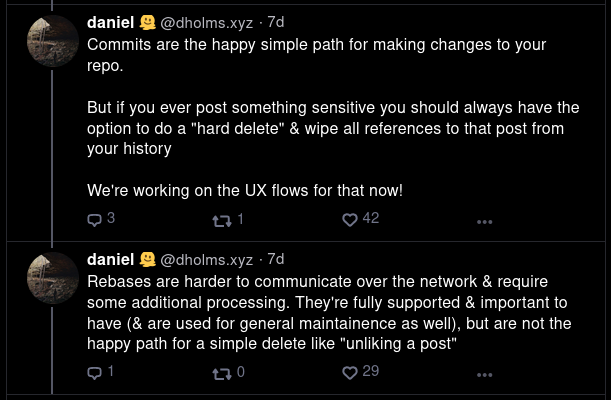 daniel 🫠 @dholms.xyz · 7d
Commits are the happy simple path for making changes to your
repo.
But if you ever post something sensitive you should always have the
option to do a "hard delete" & wipe all references to that post from
your history
We're working on the UX flows for that now!
3 1 42
daniel 🫠 @dholms.xyz · 7d
Rebases are harder to communicate over the network & require
some additional processing. They're fully supported & important to
have (& are used for general maintainence as well), but are not the
happy path for a simple delete like "unliking a post"
1 0 29